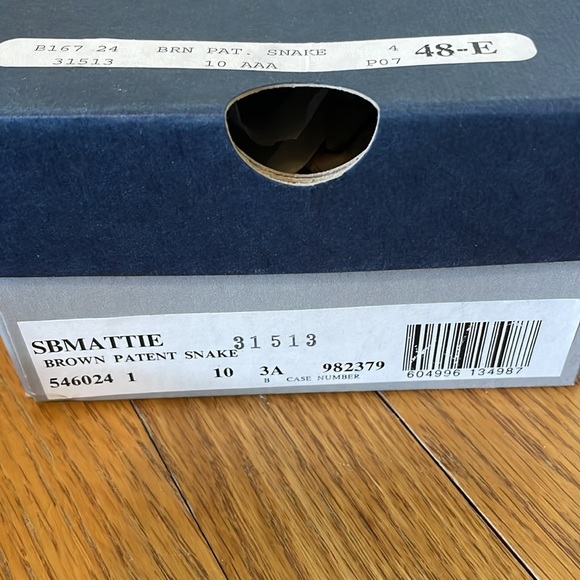 B167 24 BRN PAT. SNAKE 4 48-E
31513 10 AAA P07
SBMATTIE 31513
BROWN PATENT SNAKE
546024 1 10 3A 982379
B CASE NUMBER
604996 134987